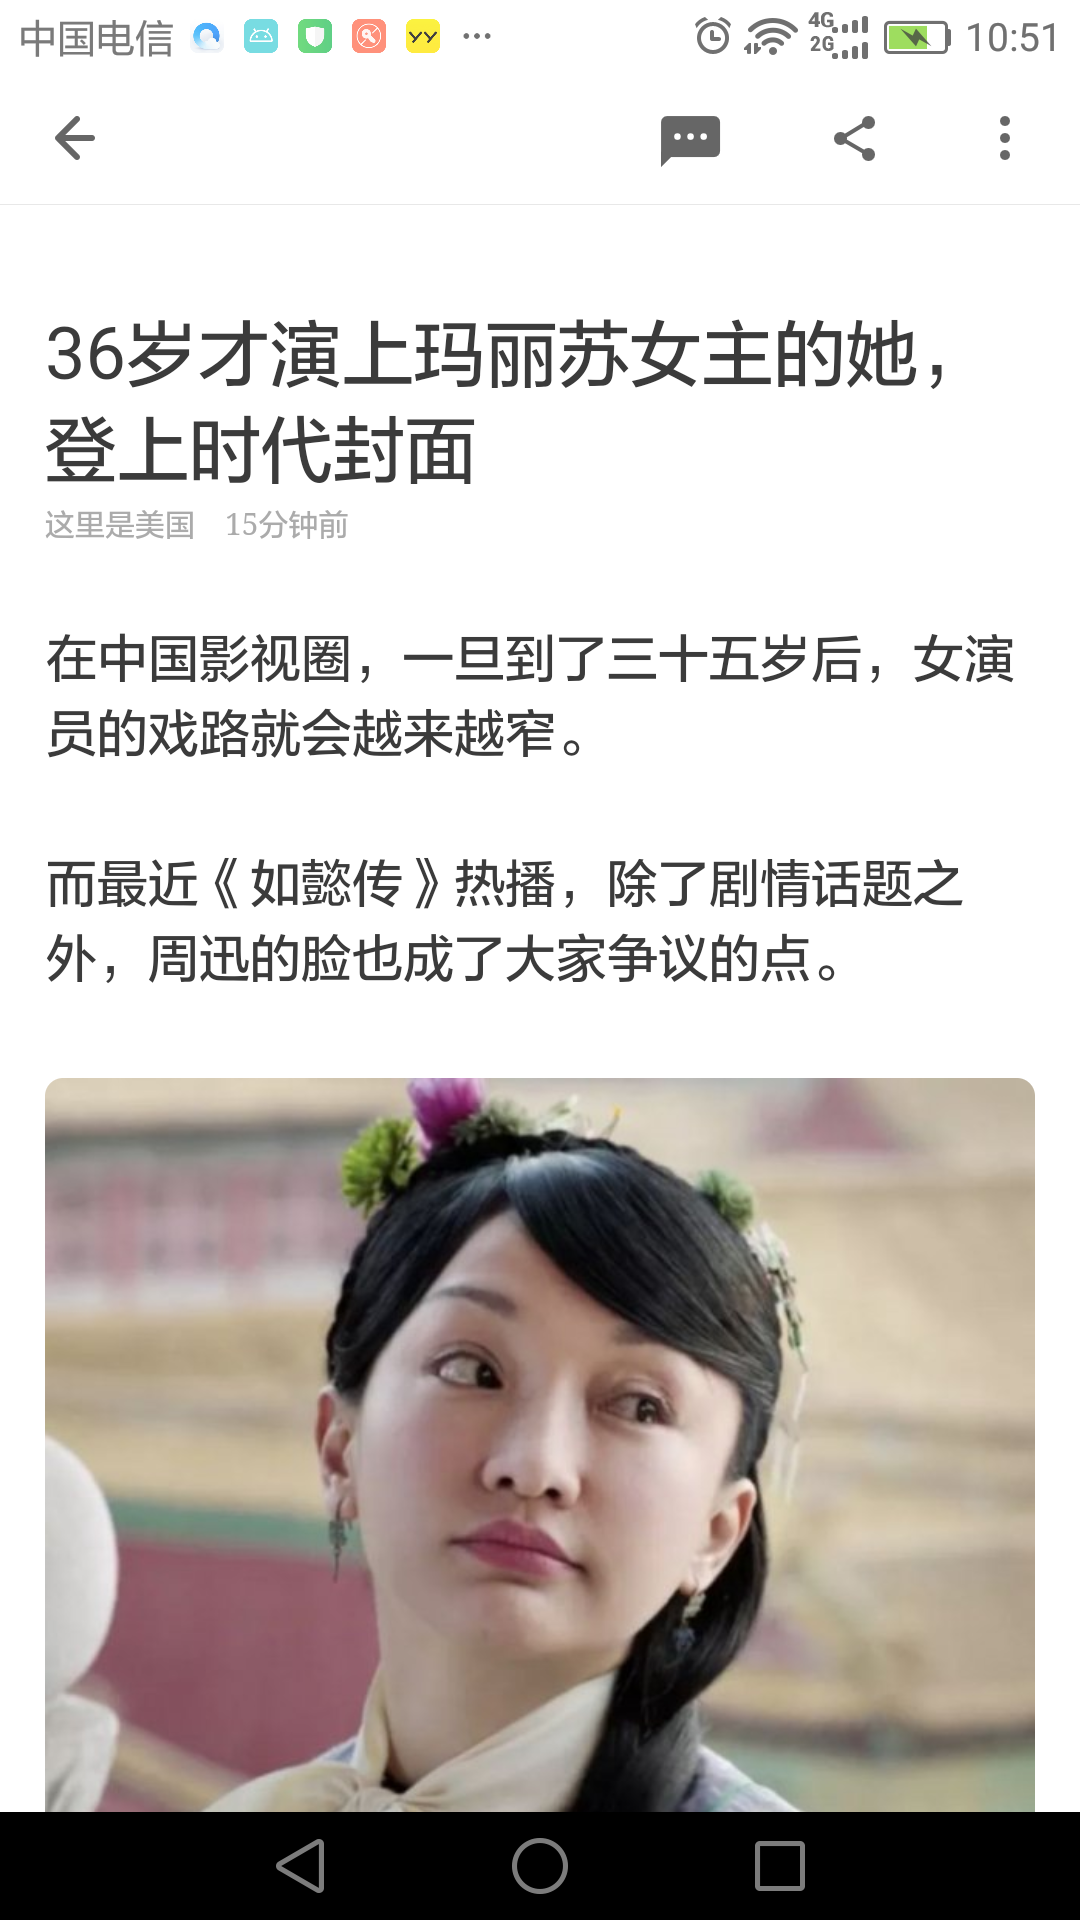 中国电信 4G 2G 10:51
36岁才演上玛丽苏女主的她，
登上时代封面
这里是美国 15分钟前
在中国影视圈，一旦到了三十五岁后，女演
员的戏路就会越来越窄。
而最近《如懿传》热播，除了剧情话题之
外，周迅的脸也成了大家争议的点。